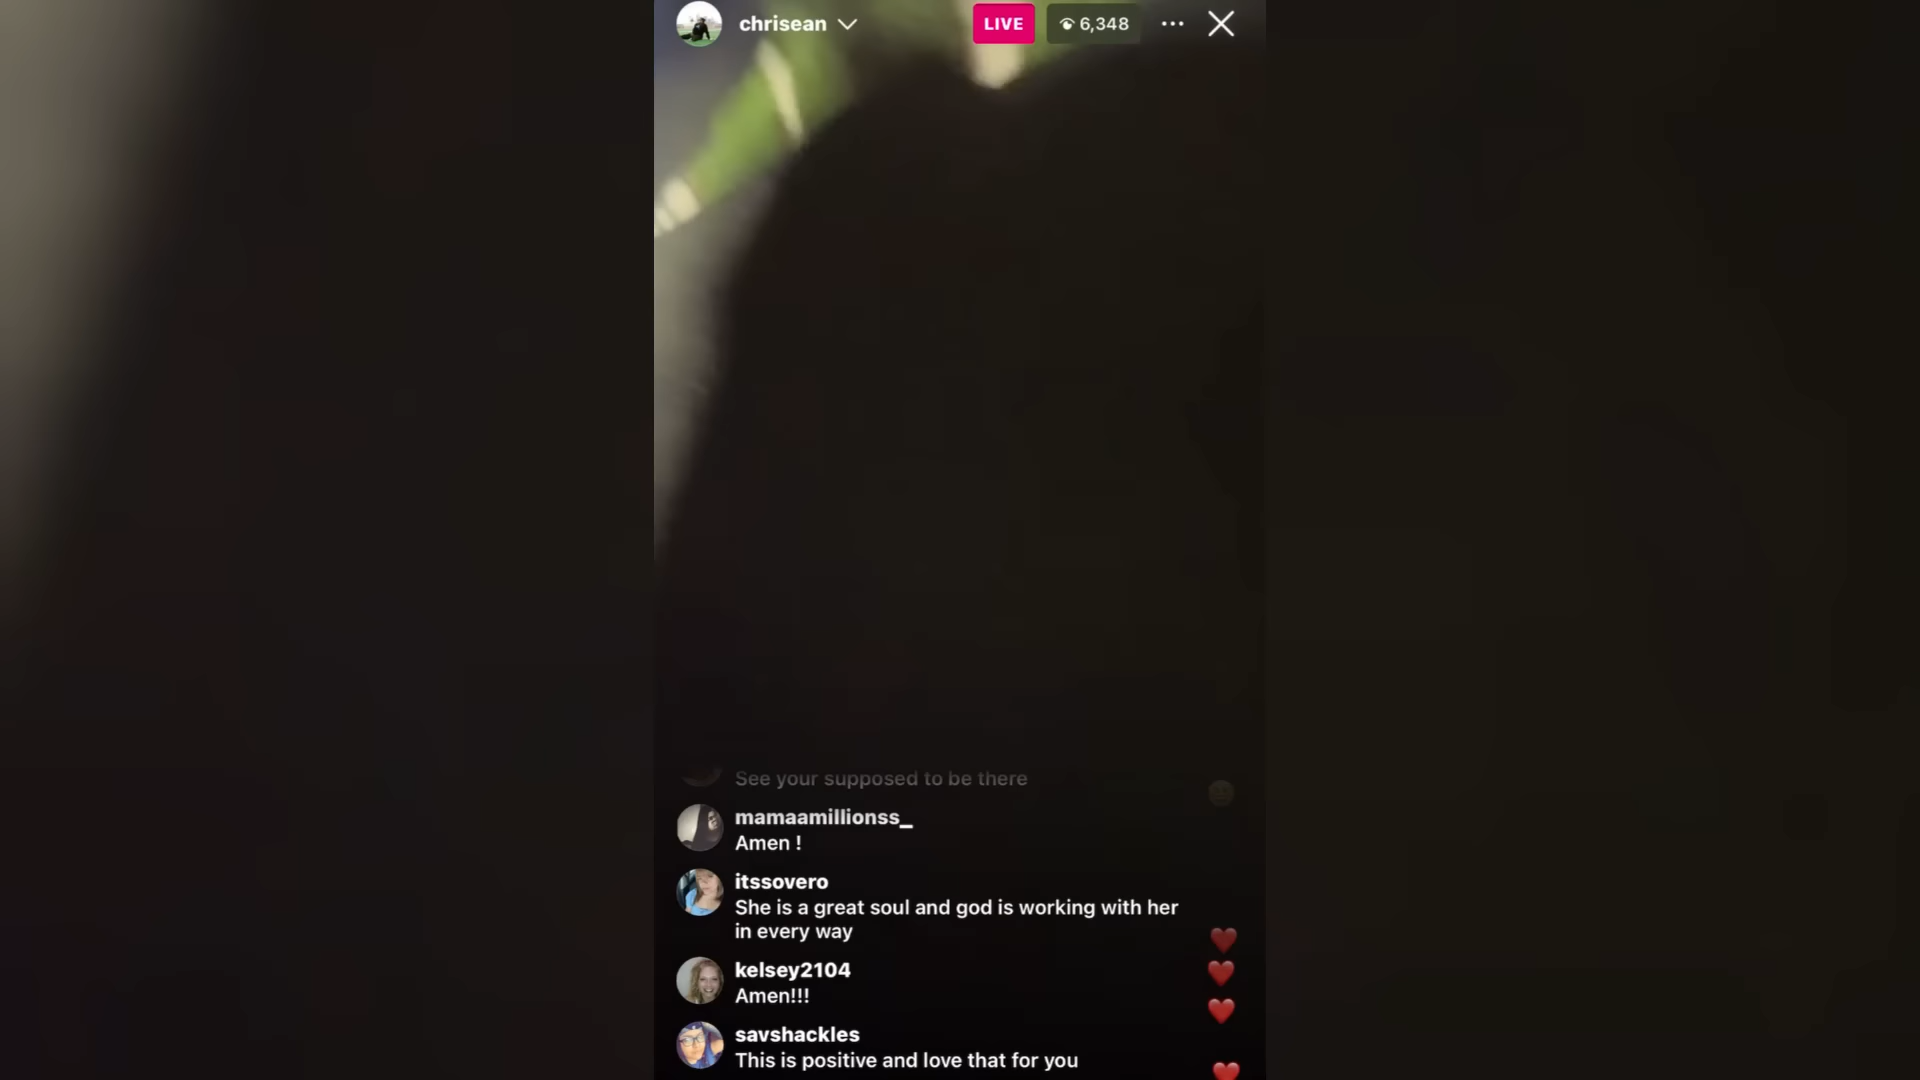 chrisean
LIVE
6,348
See your supposed to be there
mamaamillionss_
Amen !
itssovero
She is a great soul and god is working with her
in every way
kelsey2104
Amen!!!
savshackles
This is positive and love that for you